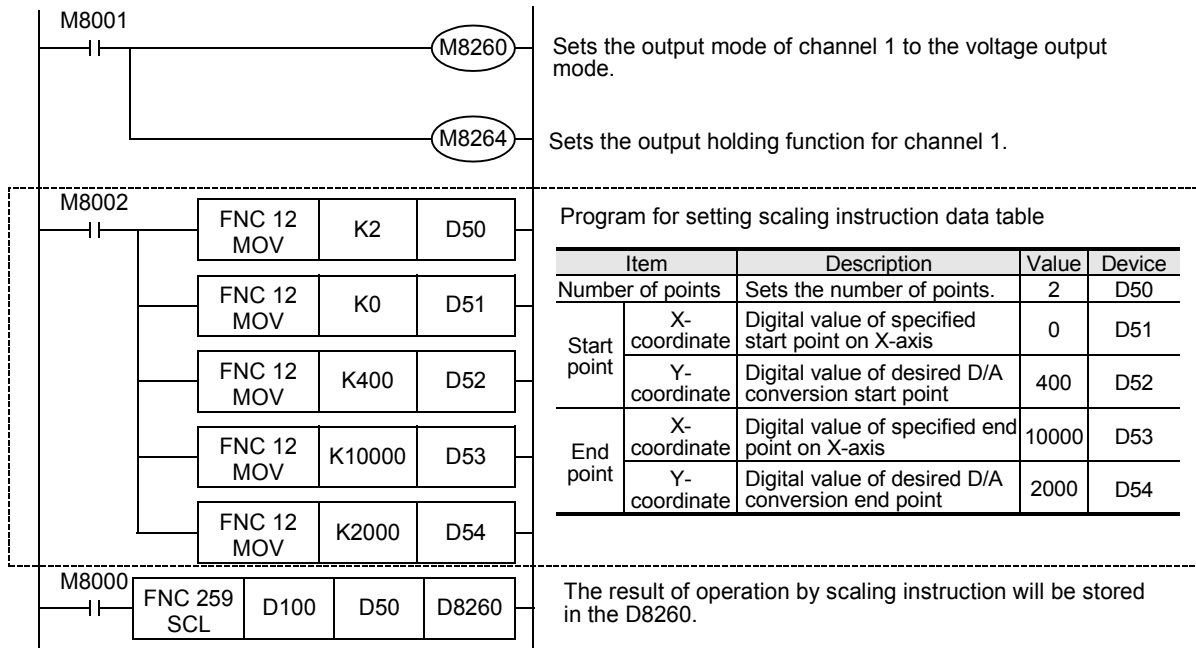 M8001
M8260
Sets the output mode of channel 1 to the voltage output
mode.
M8264
Sets the output holding function for channel 1.
M8002
FNC 12
MOV
K2
D50
Program for setting scaling instruction data table
FNC 12
MOV
K0
D51
FNC 12
MOV
K400
D52
FNC 12
MOV
K10000
D53
FNC 12
MOV
K2000
D54
Item Description Value Device
Number of points Sets the number of points. 2 D50
Start
point
X-
coordinate
Digital value of specified
start point on X-axis
0
D51
Y-
coordinate
Digital value of desired D/A
conversion start point
400
D52
End
point
X-
coordinate
Digital value of specified end
point on X-axis
10000
D53
Y-
coordinate
Digital value of desired D/A
conversion end point
2000
D54
M8000
FNC 259
SCL
D100
D50
D8260
The result of operation by scaling instruction will be stored
in the D8260.